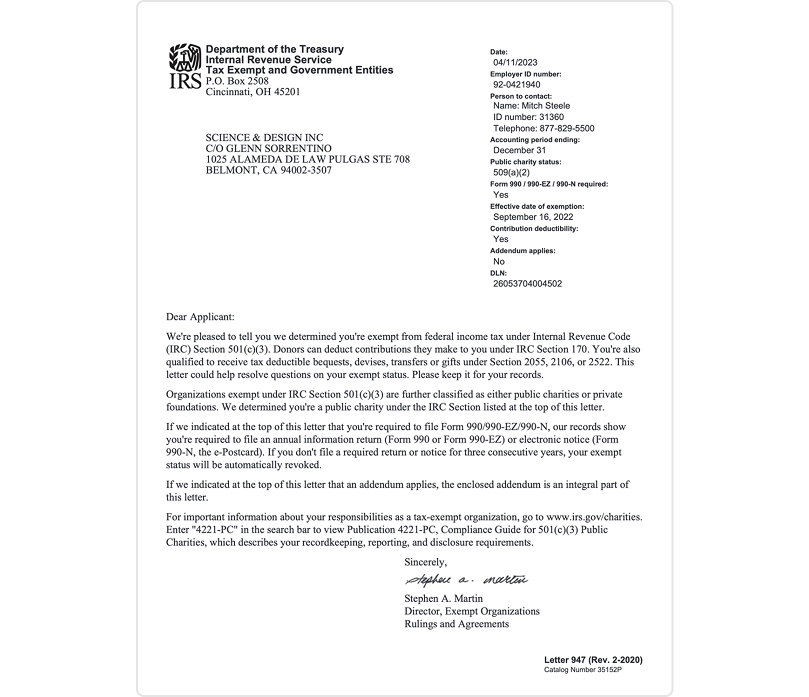 IRS
Department of the Treasury
Internal Revenue Service
Tax Exempt and Government Entities
P.O. Box 2508
Cincinnati, OH 45201
SCIENCE & DESIGN INC
C/O GLENN SORRENTINO
1025 ALAMEDA DE LAW PULGAS STE 708
BELMONT, CA 94002-3507
Date:
04/11/2023
Employer ID number:
92-0421940
Person to contact:
Name: Mitch Steele
ID number: 31360
Telephone: 877-829-5500
Accounting period ending:
December 31
Public charity status:
509(a)(2)
Form 990 / 990-EZ / 990-N required:
Yes
Effective date of exemption:
September 16, 2022
Contribution deductibility:
Yes
Addendum applies:
No
DLN:
26053704004502
Dear Applicant:
We're pleased to tell you we determined you're exempt from federal income tax under Internal Revenue Code
(IRC) Section 501(c)(3). Donors can deduct contributions they make to you under IRC Section 170. You're also
qualified to receive tax deductible bequests, devises, transfers or gifts under Section 2055, 2106, or 2522. This
letter could help resolve questions on your exempt status. Please keep it for your records.
Organizations exempt under IRC Section 501(c)(3) are further classified as either public charities or private
foundations. We determined you're a public charity under the IRC Section listed at the top of this letter.
If we indicated at the top of this letter that you're required to file Form 990/990-EZ/990-N, our records show
you're required to file an annual information return (Form 990 or Form 990-EZ) or electronic notice (Form
990-N, the e-Postcard). If you don't file a required return or notice for three consecutive years, your exempt
status will be automatically revoked.
If we indicated at the top of this letter that an addendum applies, the enclosed addendum is an integral part of
this letter.
For important information about your responsibilities as a tax-exempt organization, go to www.irs.gov/charities.
Enter "4221-PC" in the search bar to view Publication 4221-PC, Compliance Guide for 501(c)(3) Public
Charities, which describes your recordkeeping, reporting, and disclosure requirements.
Sincerely,
Stephen a. martin
Stephen A. Martin
Director, Exempt Organizations
Rulings and Agreements
Letter 947 (Rev. 2-2020)
Catalog Number 35152P